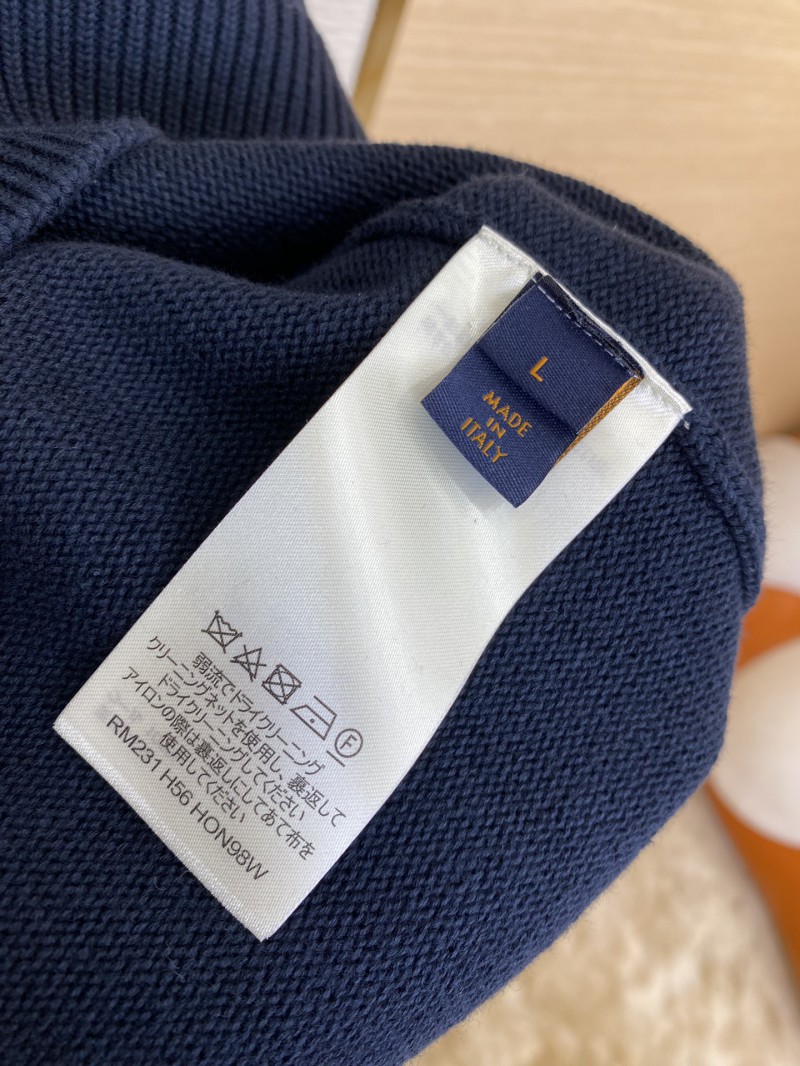 L
MADE
IN
ITALY
F
弱流でドライクリーニング
クリーニングネットを使用し、裏返して
ドライクリーニングしてください
アイロンの際は裏返しにしてあて布を
使用してください
RM231 H56 HON98W